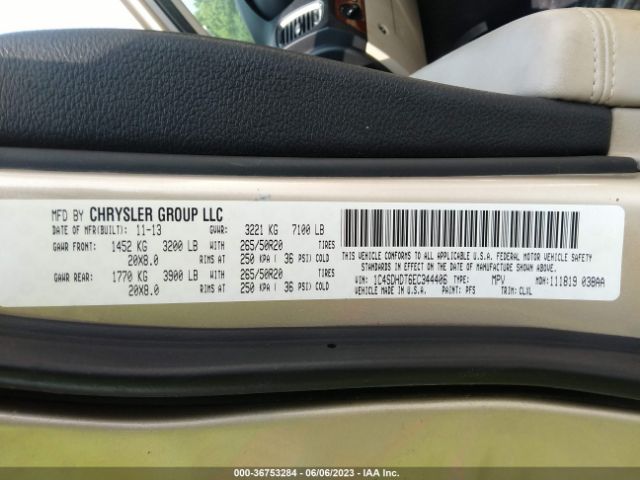 MFD BY CHRYSLER GROUP LLC
DATE OF MFR(BUILT): 11-13 GVWR: 3221 KG 7100 LB
GAWR FRONT: 1452 KG 3200 LB WITH 265/50R20 TIRES
20X8.0 RIMS AT 250 KPA ( 36 PSI) COLD
GAWR REAR: 1770 KG 3900 LB WITH 265/50R20 TIRES
20X8.0 RIMS AT 250 KPA ( 36 PSI) COLD
THIS VEHICLE CONFORMS TO ALL APPLICABLE U.S.A. FEDERAL MOTOR VEHICLE SAFETY
STANDARDS IN EFFECT ON THE DATE OF MANUFACTURE SHOWN ABOVE.
VIN: 1C4SDHDT6EC344406 TYPE: MPV MDH: 111819 038AA
VEHICLE MADE IN U.S.A. PAINT: PFS TRIM: CLVL
000-36753284 - 06/06/2023 - IAA Inc.